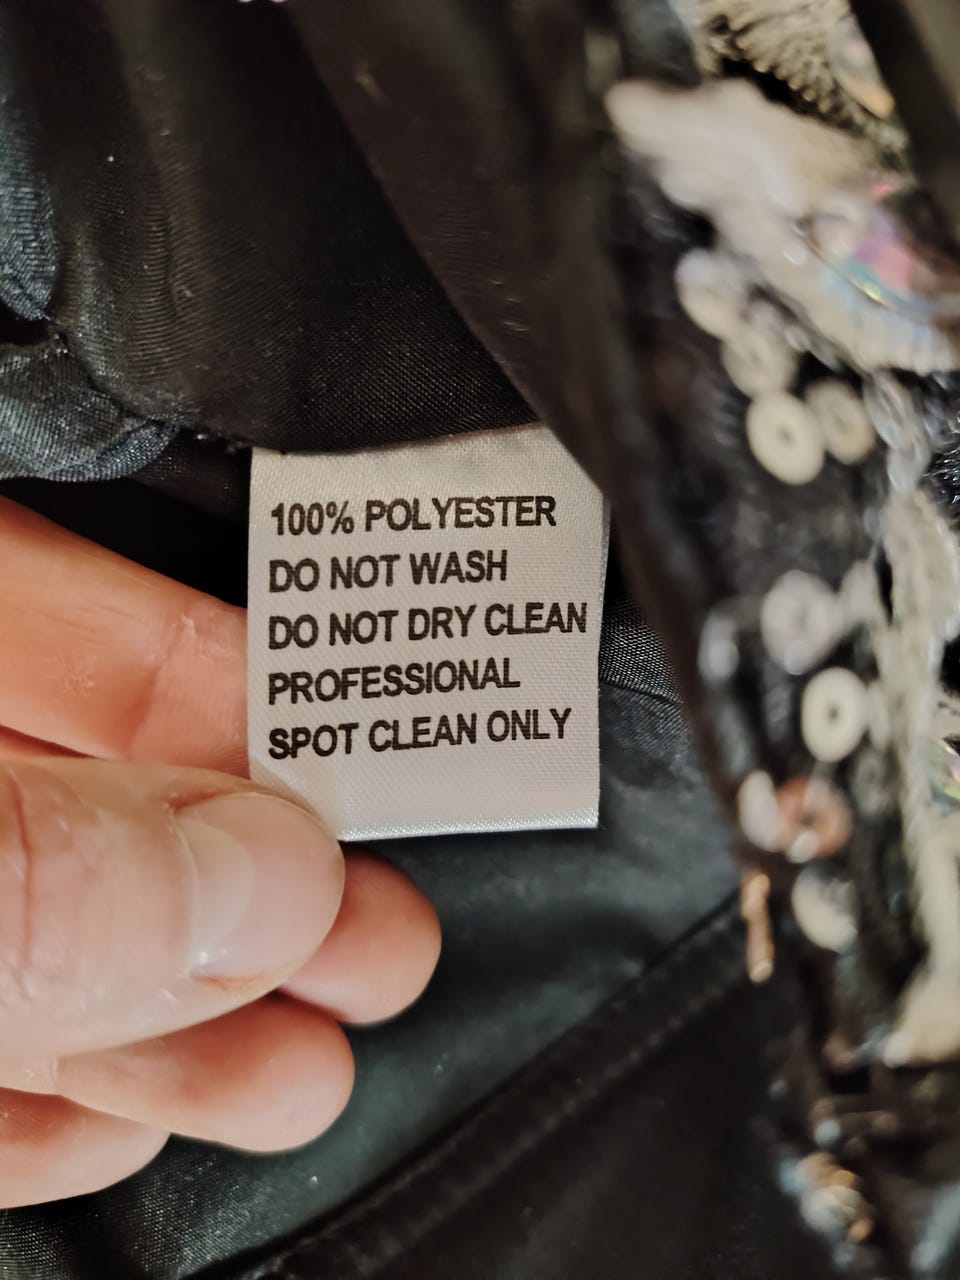 100% POLYESTER
DO NOT WASH
DO NOT DRY CLEAN
PROFESSIONAL
SPOT CLEAN ONLY